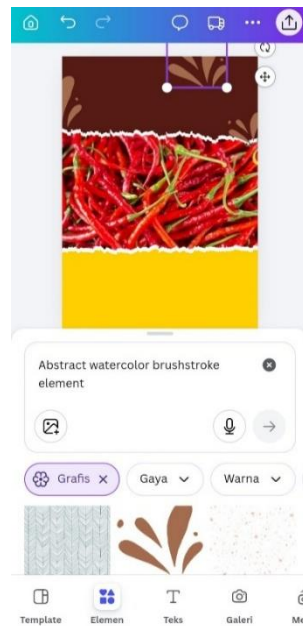 Abstract watercolor brushstroke
element
Grafis
Gaya
Warna
Template
Elemen
Teks
Galeri